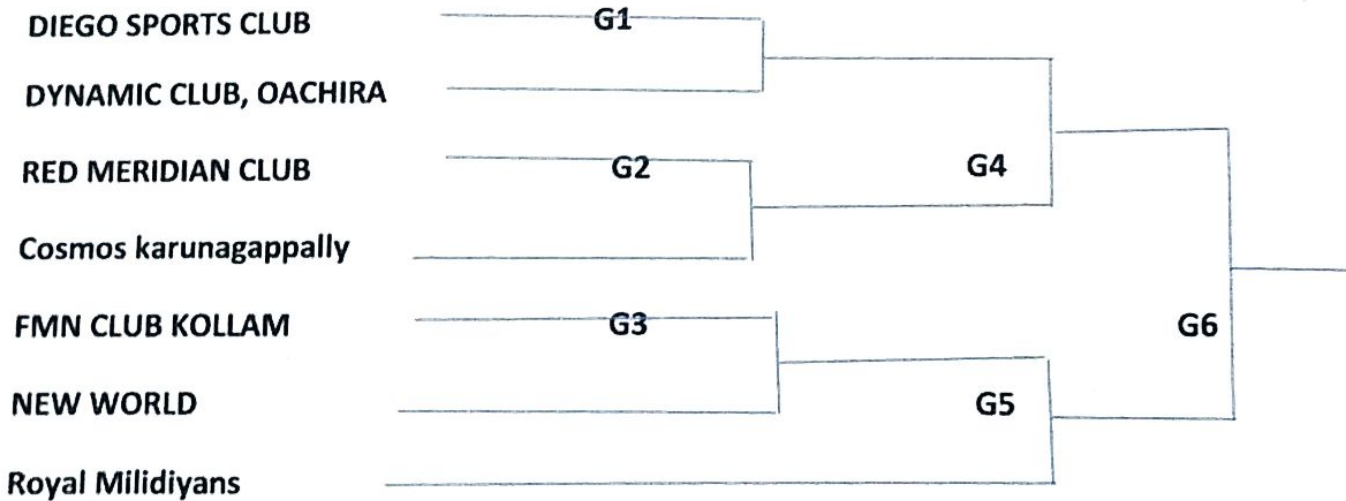 DIEGO SPORTS CLUB G1
DYNAMIC CLUB, OACHIRA
RED MERIDIAN CLUB G2 G4
Cosmos karunagappally
FMN CLUB KOLLAM G3 G6
NEW WORLD G5
Royal Milidiyans